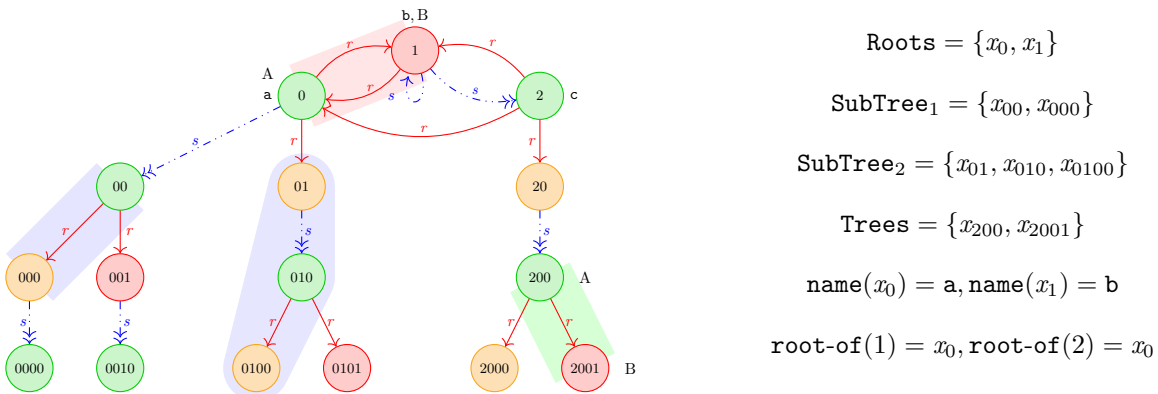 b, B
1
A
a
0
2
c
r
r
r
r
s
s
s
r
r
00
01
20
r
r
s
s
000
001
010
200
A
s
s
r
r
r
r
0000
0010
0100
0101
2000
2001
B
Roots = {x₀, x₁}
SubTree₁ = {x₀₀, x₀₀₀}
SubTree₂ = {x₀₁, x₀₁₀, x₀₁₀₀}
Trees = {x₂₀₀, x₂₀₀₁}
name(x₀) = a, name(x₁) = b
root-of(1) = x₀, root-of(2) = x₀